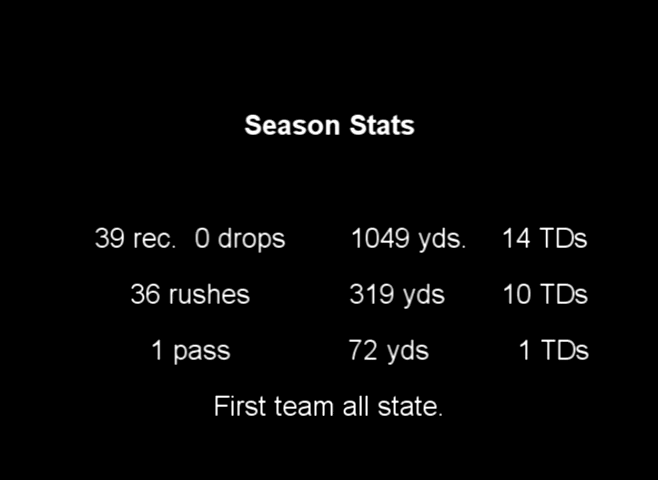 Season Stats
39 rec. 0 drops 1049 yds. 14 TDs
36 rushes 319 yds 10 TDs
1 pass 72 yds 1 TDs
First team all state.